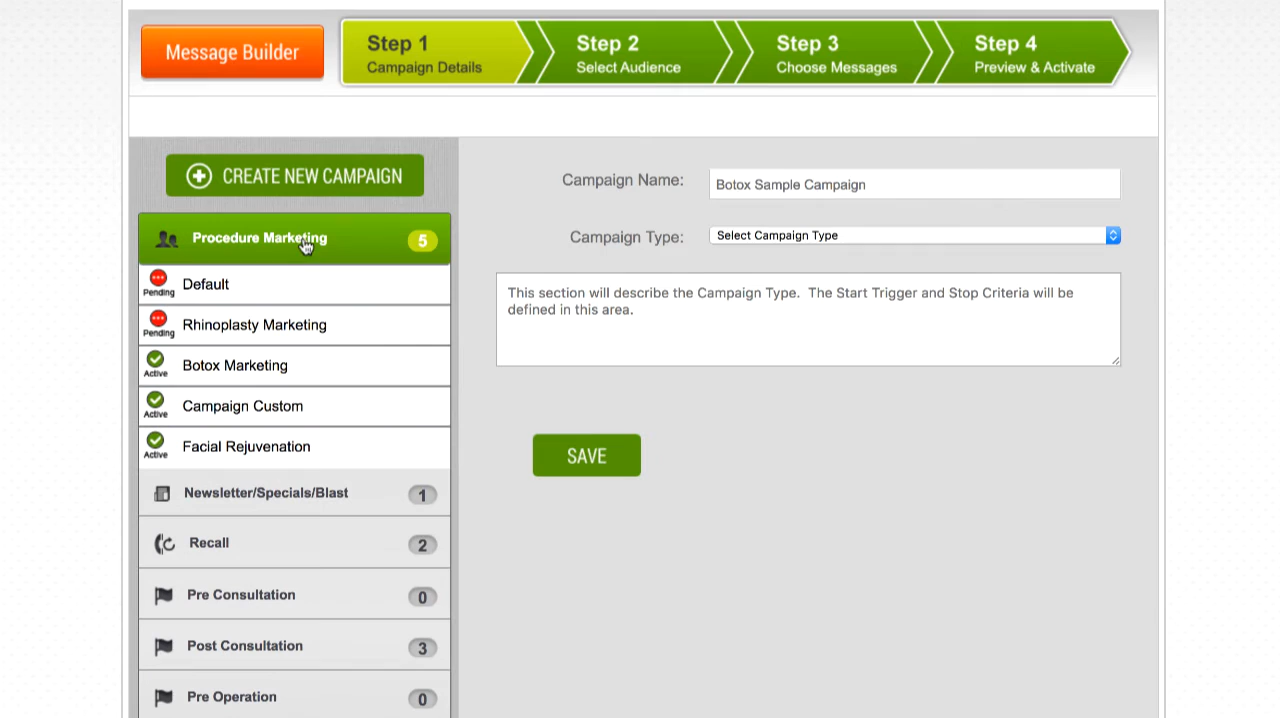 Message Builder
Step 1
Campaign Details
Step 2
Select Audience
Step 3
Choose Messages
Step 4
Preview & Activate
CREATE NEW CAMPAIGN
Procedure Marketing
5
Pending
Default
Pending
Rhinoplasty Marketing
Active
Botox Marketing
Active
Campaign Custom
Active
Facial Rejuvenation
Newsletter/Specials/Blast
1
Recall
2
Pre Consultation
0
Post Consultation
3
Pre Operation
0
Campaign Name:
Botox Sample Campaign
Campaign Type:
Select Campaign Type
This section will describe the Campaign Type.  The Start Trigger and Stop Criteria will be
defined in this area.
SAVE